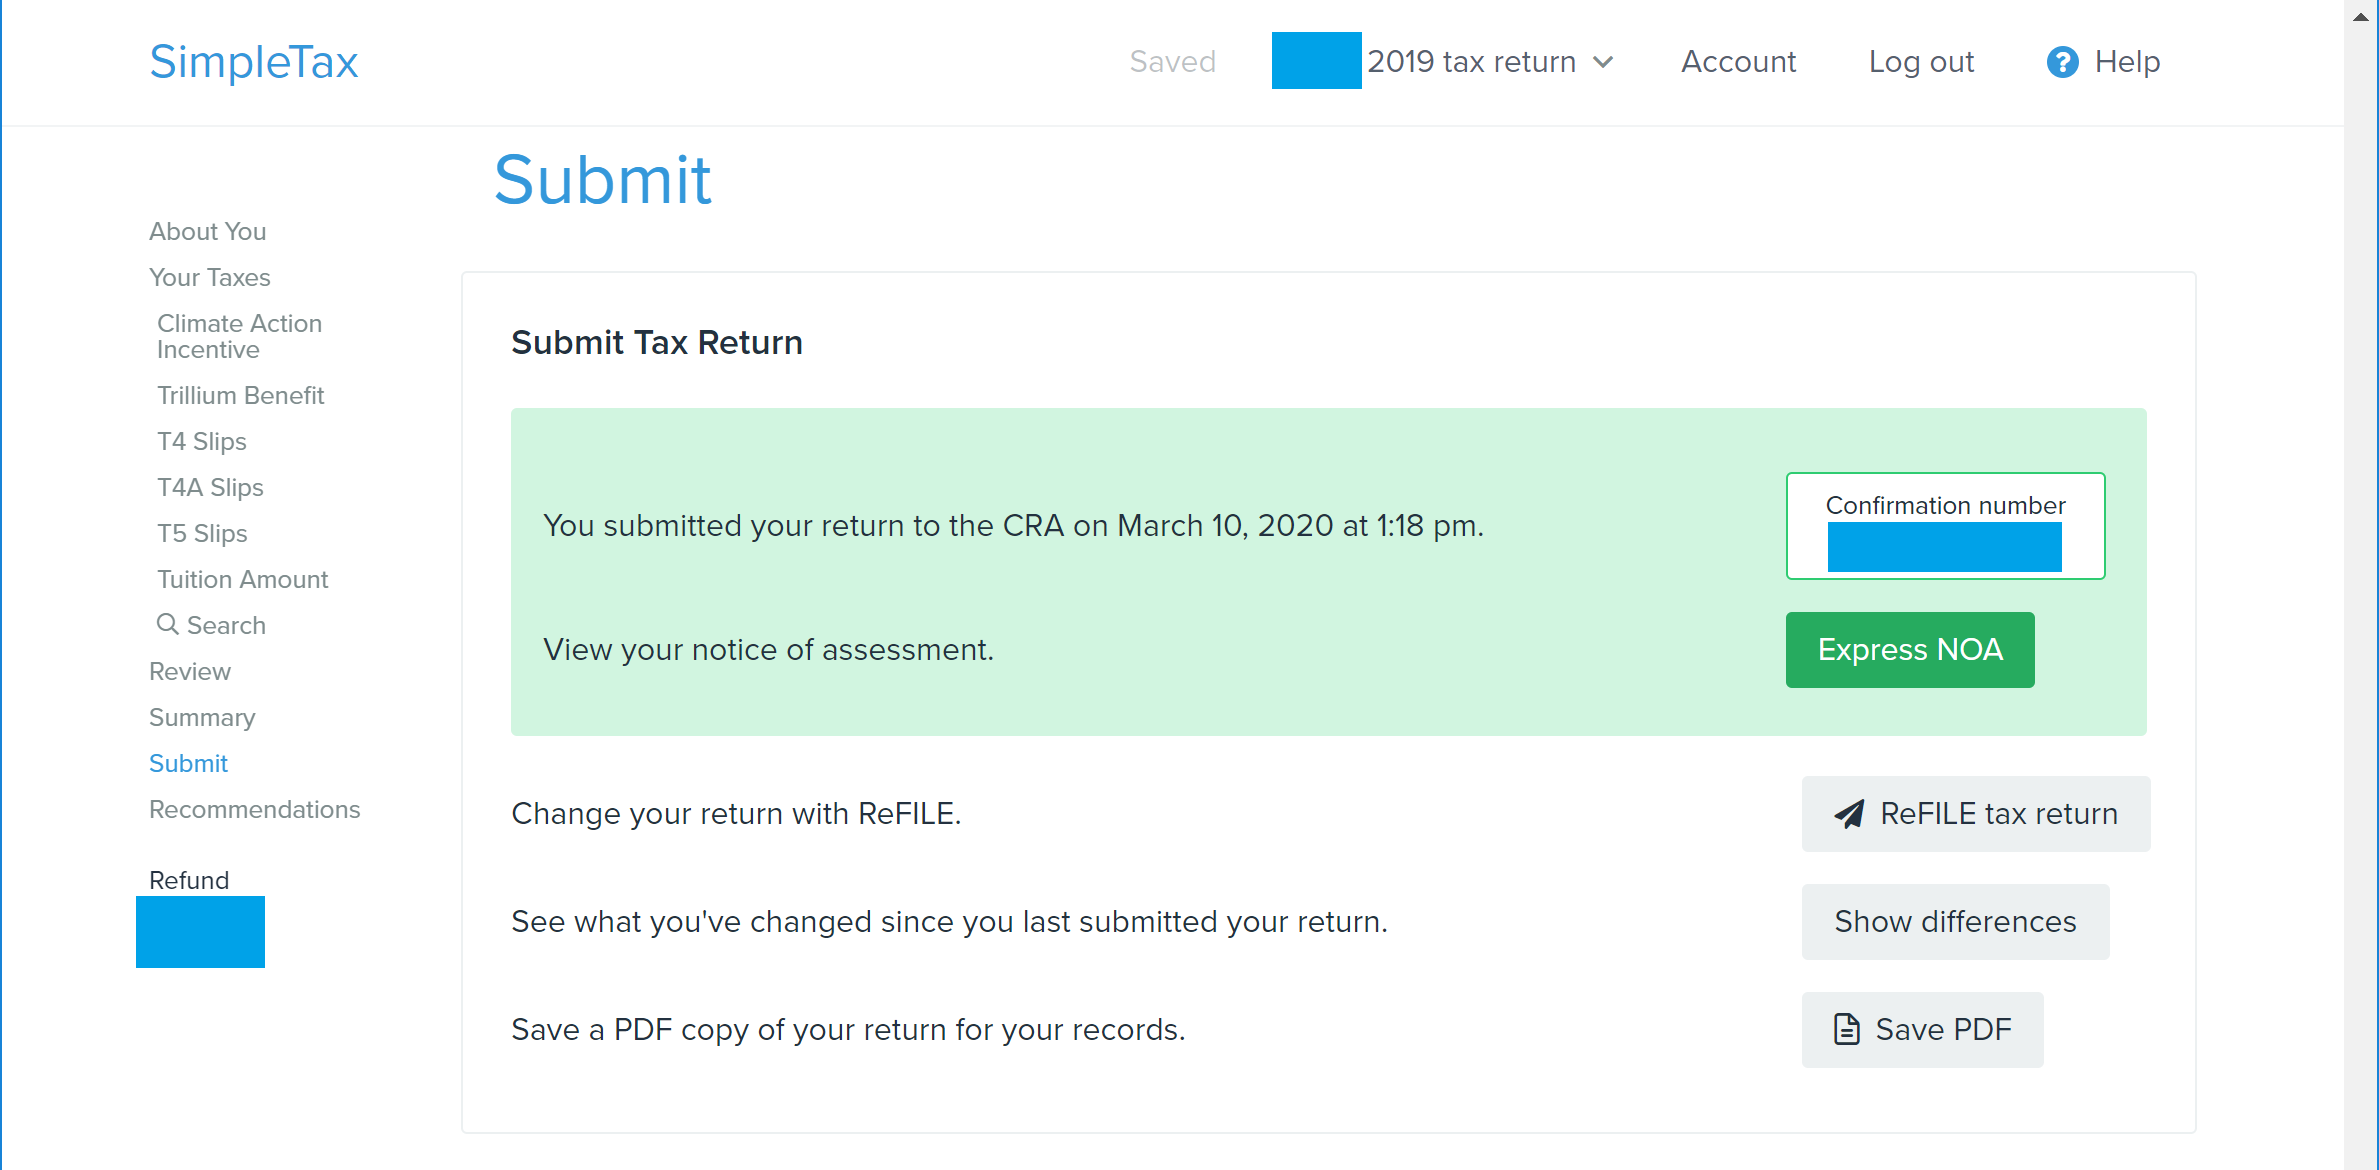 SimpleTax
Saved
2019 tax return
Account
Log out
? Help
Submit
About You
Your Taxes
Climate Action
Incentive
Trillium Benefit
T4 Slips
T4A Slips
T5 Slips
Tuition Amount
Search
Review
Summary
Submit
Recommendations
Refund
Submit Tax Return
You submitted your return to the CRA on March 10, 2020 at 1:18 pm.
Confirmation number
View your notice of assessment.
Express NOA
Change your return with ReFILE.
ReFILE tax return
See what you've changed since you last submitted your return.
Show differences
Save a PDF copy of your return for your records.
Save PDF